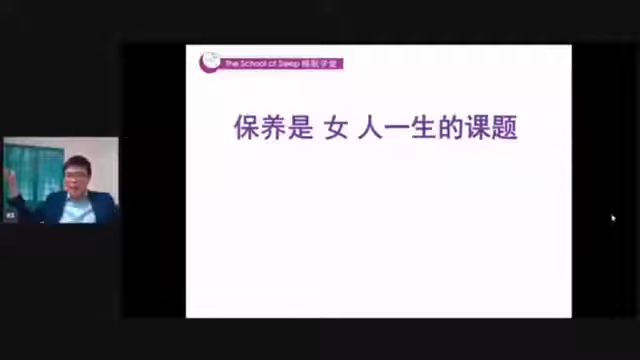 The School of Sleep 睡眠学堂
保养是 女 人一生的课题